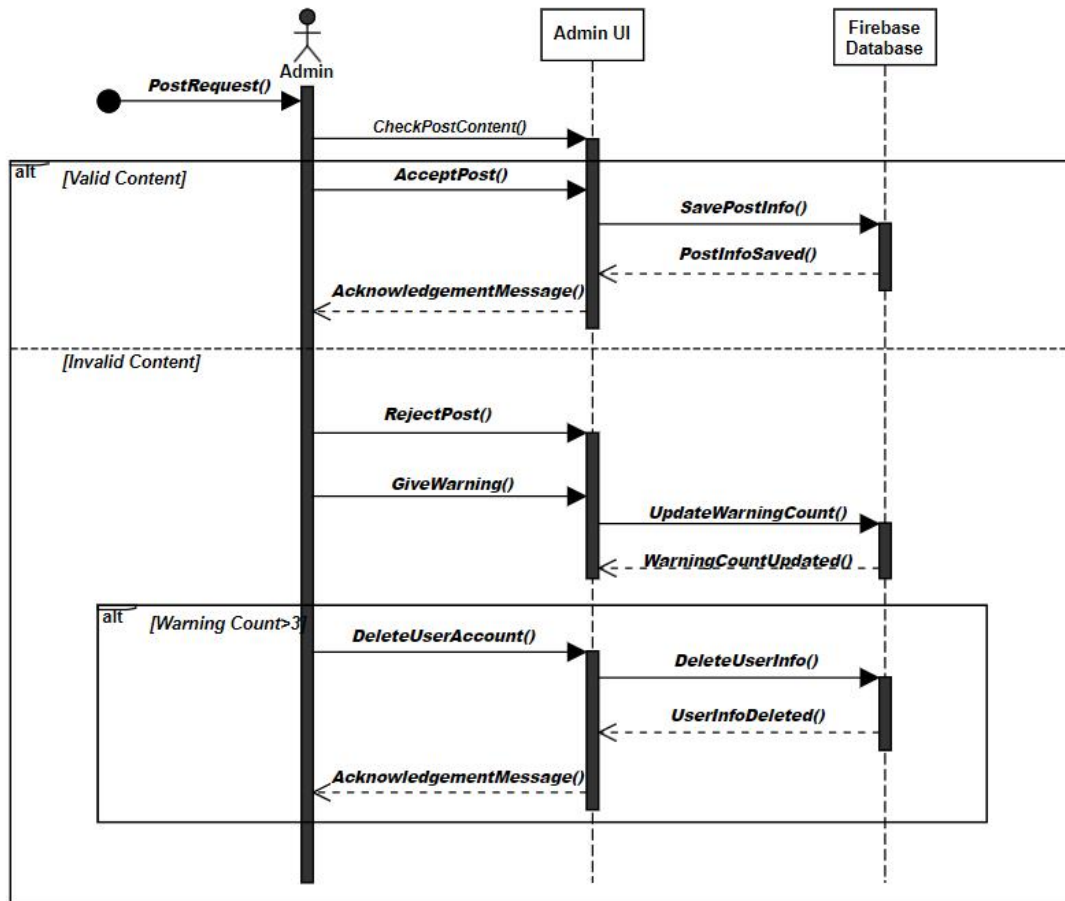 Admin
Admin UI
Firebase
Database
PostRequest()
CheckPostContent()
alt
[Valid Content]
AcceptPost()
SavePostInfo()
PostInfoSaved()
AcknowledgementMessage()
[Invalid Content]
RejectPost()
GiveWarning()
UpdateWarningCount()
WarningCountUpdated()
alt
[Warning Count>3]
DeleteUserAccount()
DeleteUserInfo()
UserInfoDeleted()
AcknowledgementMessage()